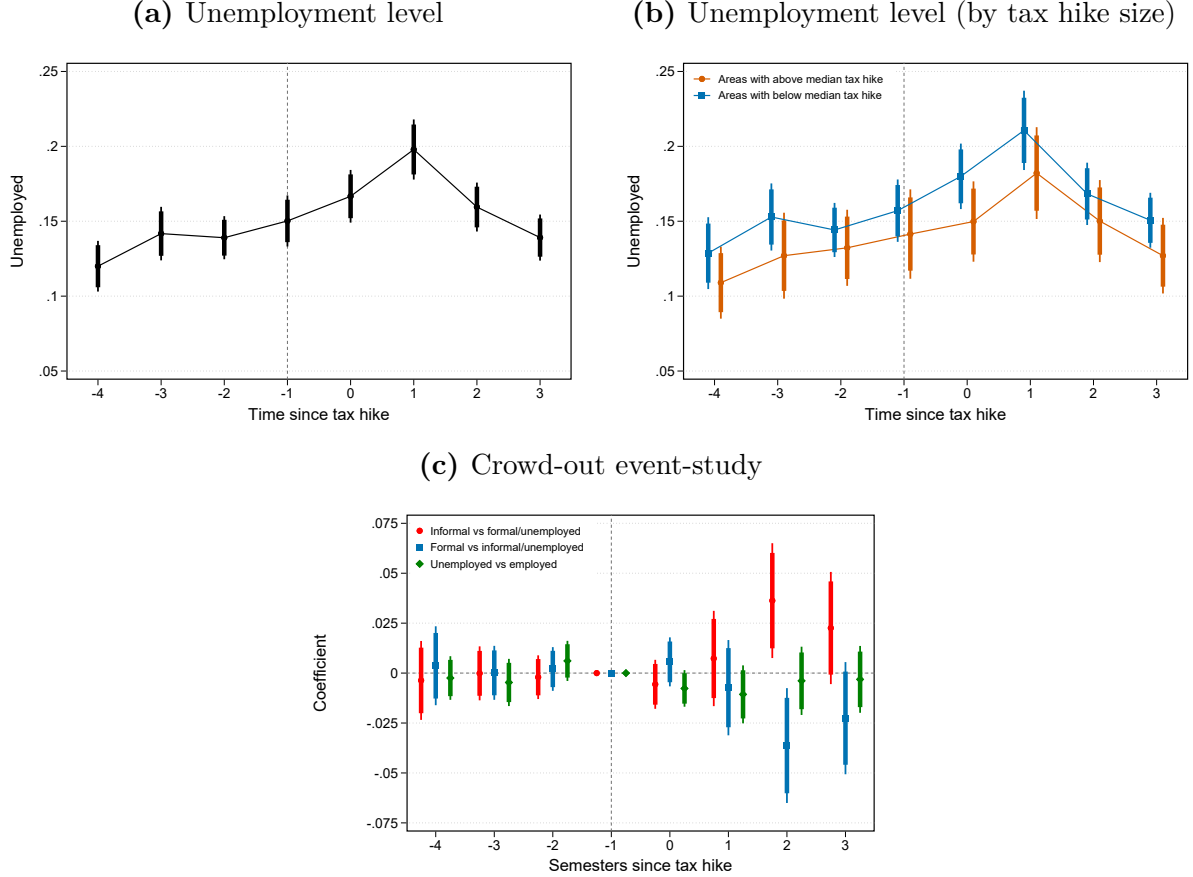 (a) Unemployment level
.25
.2
.15
.1
.05
Unemployed
-4 -3 -2 -1 0 1 2 3
Time since tax hike
(b) Unemployment level (by tax hike size)
Areas with above median tax hike
Areas with below median tax hike
.25
.2
.15
.1
.05
Unemployed
-4 -3 -2 -1 0 1 2 3
Time since tax hike
(c) Crowd-out event-study
Informal vs formal/unemployed
Formal vs informal/unemployed
Unemployed vs employed
.075
.05
.025
0
-.025
-.05
-.075
Coefficient
-4 -3 -2 -1 0 1 2 3
Semesters since tax hike